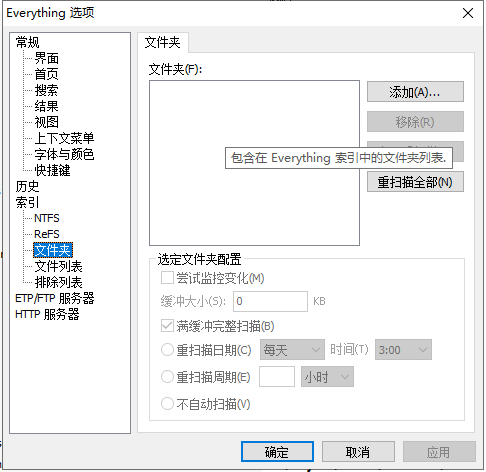 Everything 选项
常规
界面
首页
搜索
结果
视图
上下文菜单
字体与颜色
快捷键
历史
索引
NTFS
ReFS
文件夹
文件列表
排除列表
ETP/FTP 服务器
HTTP 服务器
文件夹
文件夹(F):
添加(A)...
移除(R)
包含在 Everything 索引中的文件夹列表.
重扫描全部(N)
选定文件夹配置
尝试监控变化(M)
缓冲大小(S): 0 KB
满缓冲完整扫描(B)
重扫描日期(C) 每天 时间(T) 3:00
重扫描周期(E) 小时
不自动扫描(V)
确定 取消 应用